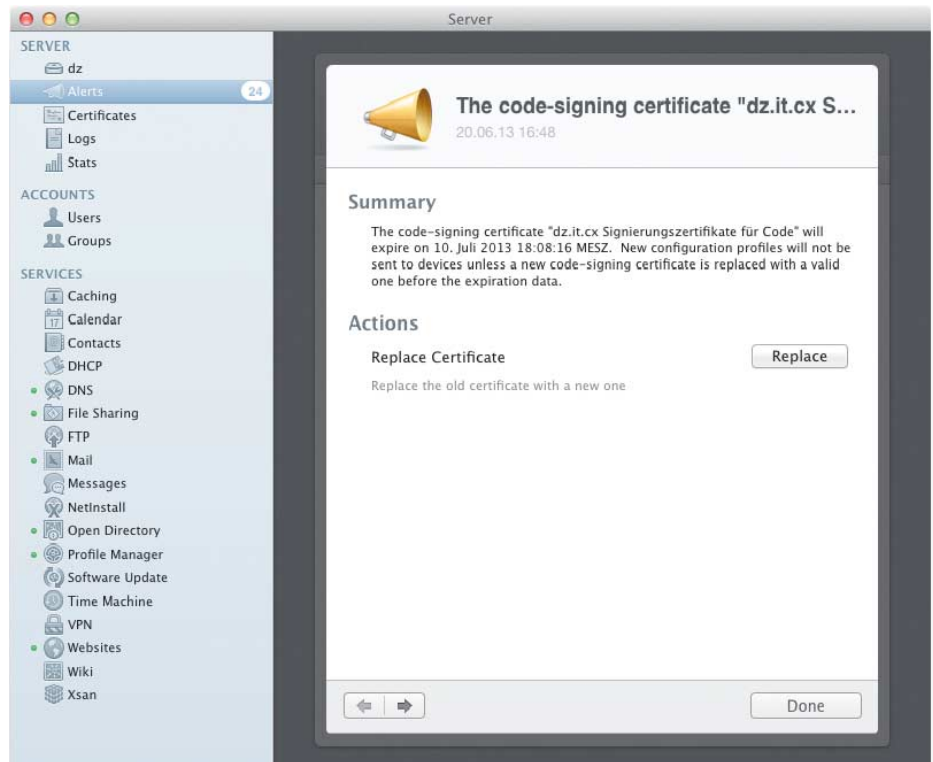 Server
SERVER
dz
Alerts 24
Certificates
Logs
Stats
ACCOUNTS
Users
Groups
SERVICES
Caching
17 Calendar
Contacts
DHCP
DNS
File Sharing
FTP
Mail
Messages
NetInstall
Open Directory
Profile Manager
Software Update
Time Machine
VPN
Websites
Wiki
Xsan
The code-signing certificate "dz.it.cx S...
20.06.13 16:48
Summary
The code-signing certificate "dz.it.cx Signierungszertifikate für Code" will
expire on 10. Juli 2013 18:08:16 MESZ. New configuration profiles will not be
sent to devices unless a new code-signing certificate is replaced with a valid
one before the expiration data.
Actions
Replace Certificate
Replace
Replace the old certificate with a new one
Done